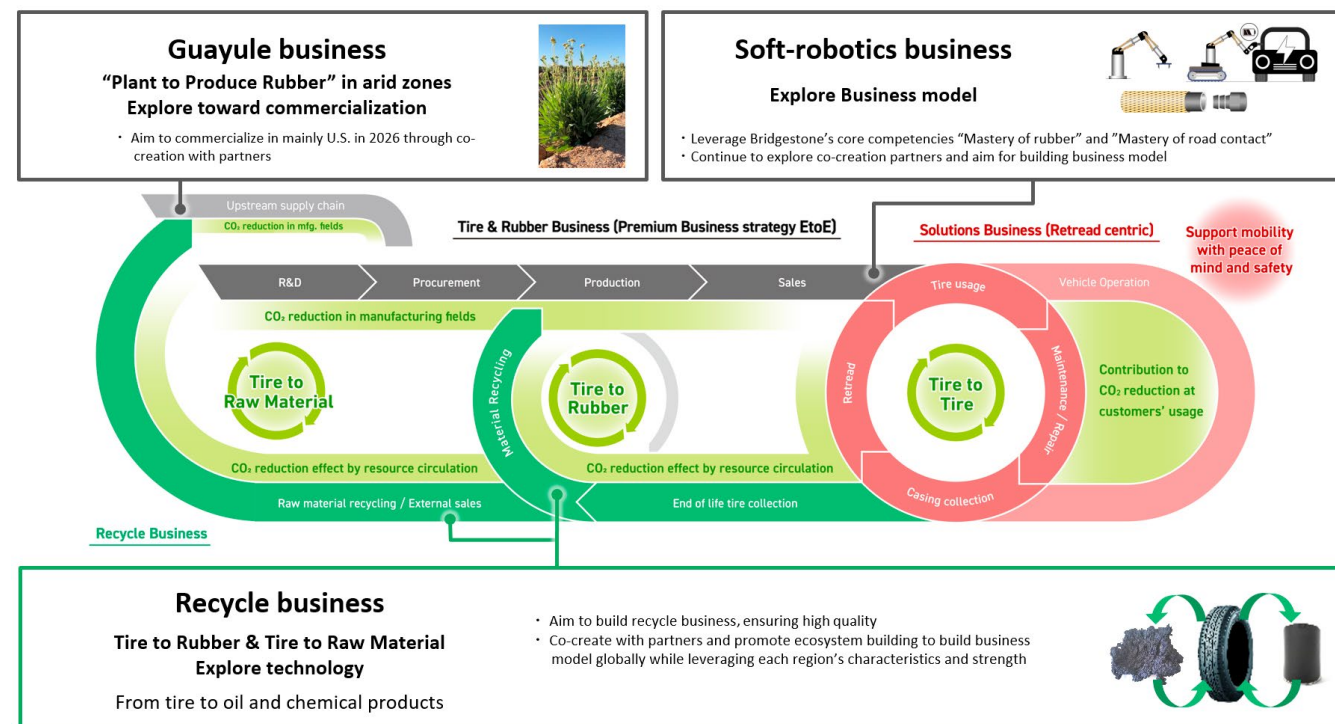 Guayule business
“Plant to Produce Rubber” in arid zones
Explore toward commercialization
・Aim to commercialize in mainly U.S. in 2026 through co-
creation with partners
Soft-robotics business
Explore Business model
・Leverage Bridgestone’s core competencies “Mastery of rubber” and ”Mastery of road contact”
・Continue to explore co-creation partners and aim for building business model
Upstream supply chain
CO₂ reduction in mfg. fields
Tire & Rubber Business (Premium Business strategy EtoE)
Solutions Business (Retread centric)
Support mobility
with peace of
mind and safety
R&D
Procurement
Production
Sales
Tire usage
Vehicle Operation
CO₂ reduction in manufacturing fields
Tire to
Raw Material
Material Recycling
Tire to
Rubber
Retread
Tire to
Tire
Maintenance / Repair
Contribution to
CO₂ reduction at
customers’ usage
CO₂ reduction effect by resource circulation
CO₂ reduction effect by resource circulation
Raw material recycling / External sales
End of life tire collection
Casing collection
Recycle Business
Recycle business
Tire to Rubber & Tire to Raw Material
Explore technology
From tire to oil and chemical products
・Aim to build recycle business, ensuring high quality
・Co-create with partners and promote ecosystem building to build business
model globally while leveraging each region’s characteristics and strength